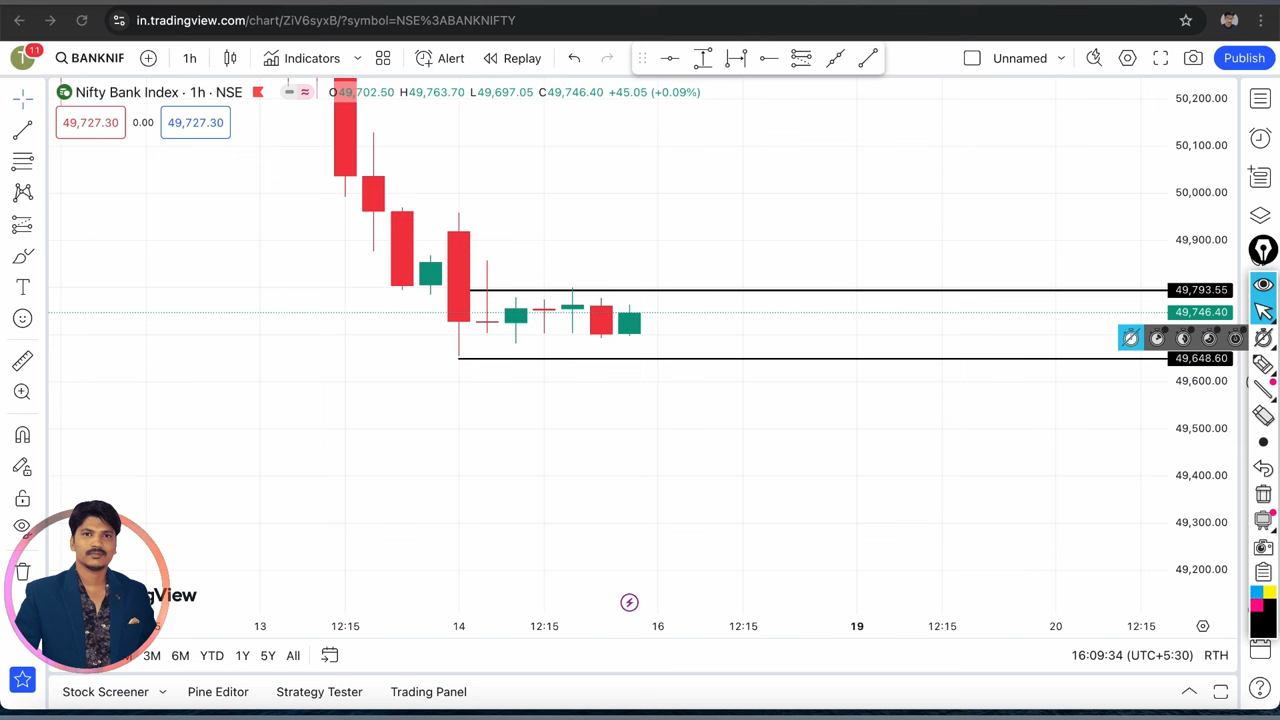 in.tradingview.com/chart/ZiV6syxB/?symbol=NSE%3ABANKNIFTY
T 11 BANKNIF 1h Indicators Alert Replay Unnamed Publish
Nifty Bank Index · 1h · NSE O49,702.50 H49,763.70 L49,697.05 C49,746.40 +45.05 (+0.09%)
49,727.30 0.00 49,727.30
50,200.00
50,100.00
50,000.00
49,900.00
49,793.55
49,746.40
49,648.60
49,600.00
49,500.00
49,400.00
49,300.00
49,200.00
13 12:15 14 12:15 16 12:15 19 12:15 20 12:15
3M 6M YTD 1Y 5Y All 16:09:34 (UTC+5:30) RTH
Stock Screener Pine Editor Strategy Tester Trading Panel